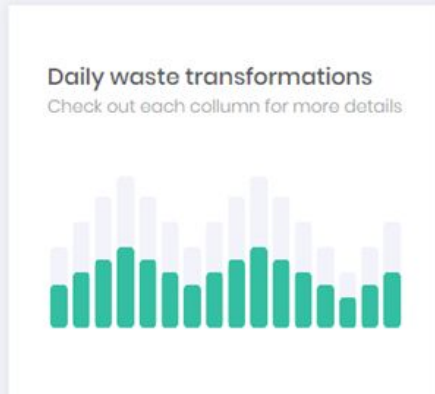 Daily waste transformations
Check out each collumn for more details